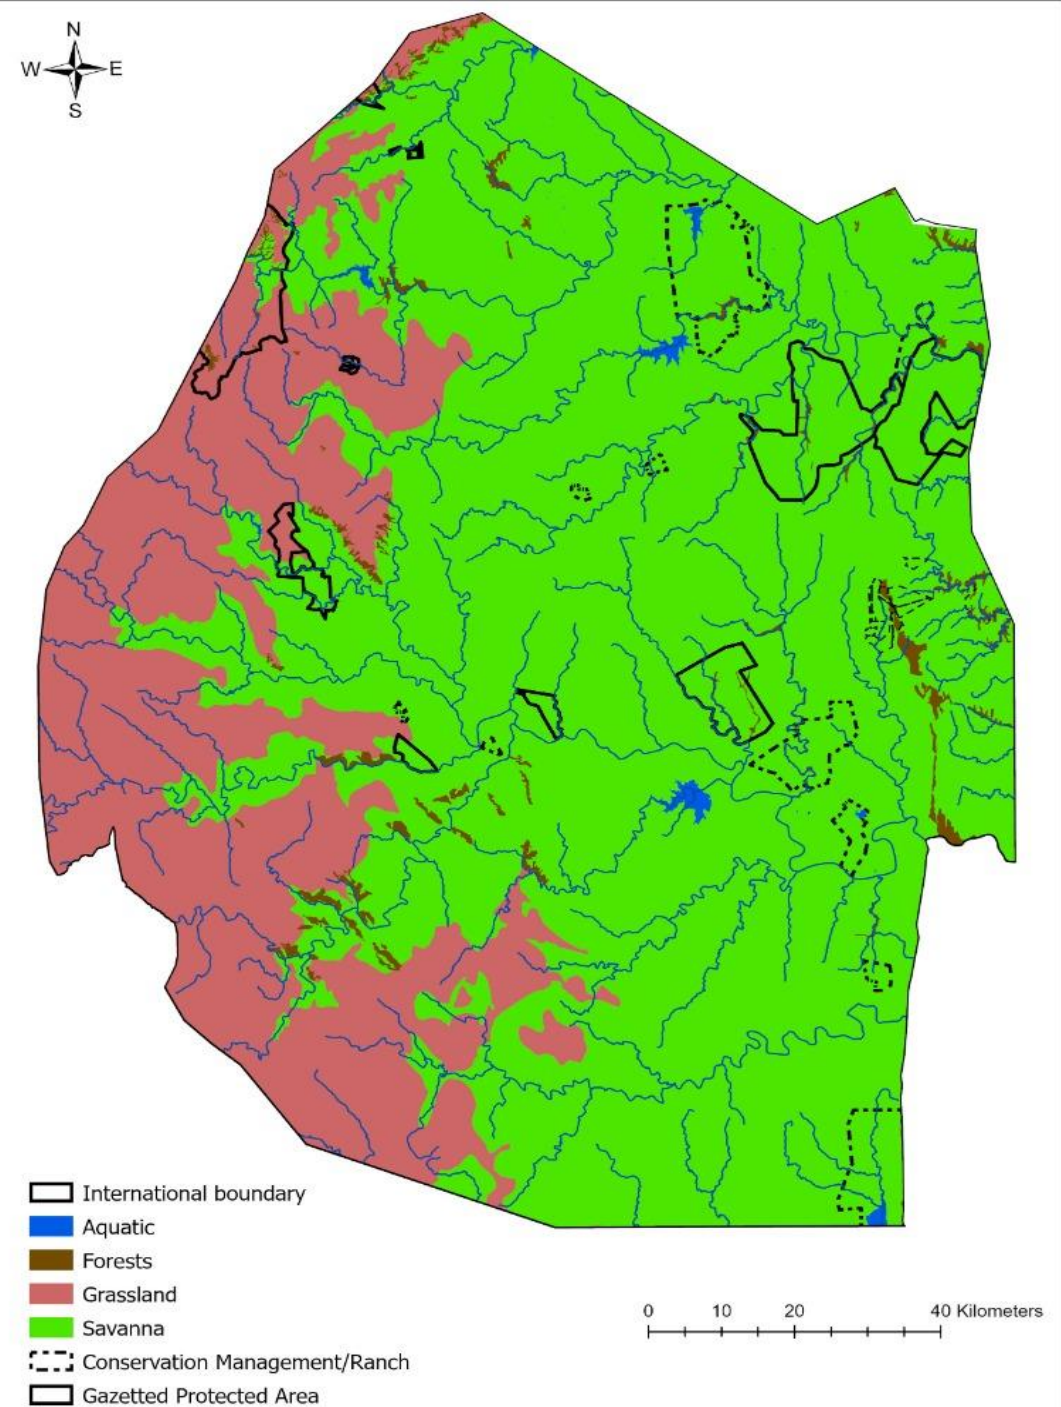 N
W E
S
International boundary
Aquatic
Forests
Grassland
Savanna
Conservation Management/Ranch
Gazetted Protected Area
0 10 20 40 Kilometers